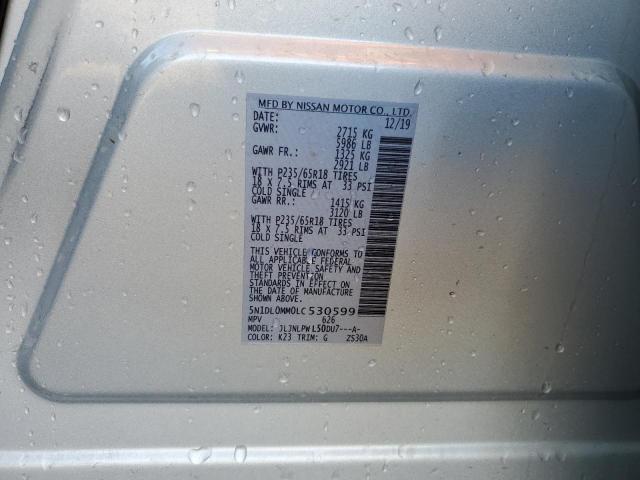 MFD BY NISSAN MOTOR CO., LTD.
DATE: 12/19
GVWR: 2715 KG
5986 LB
GAWR FR.: 1325 KG
2921 LB
WITH P235/65R18 TIRES
18 X 7.5 RIMS AT 33 PSI
COLD SINGLE
GAWR RR.: 1415 KG
3120 LB
WITH P235/65R18 TIRES
18 X 7.5 RIMS AT 33 PSI
COLD SINGLE
THIS VEHICLE CONFORMS TO
ALL APPLICABLE FEDERAL
MOTOR VEHICLE SAFETY AND
THEFT PREVENTION
STANDARDS IN EFFECT ON
THE DATE OF MANUFACTURE
SHOWN ABOVE.
5N1DL0MM0LC530599
MPV 626
MODEL: JLJNLPWL50DU7---A-
COLOR: K23 TRIM: G ZS30A